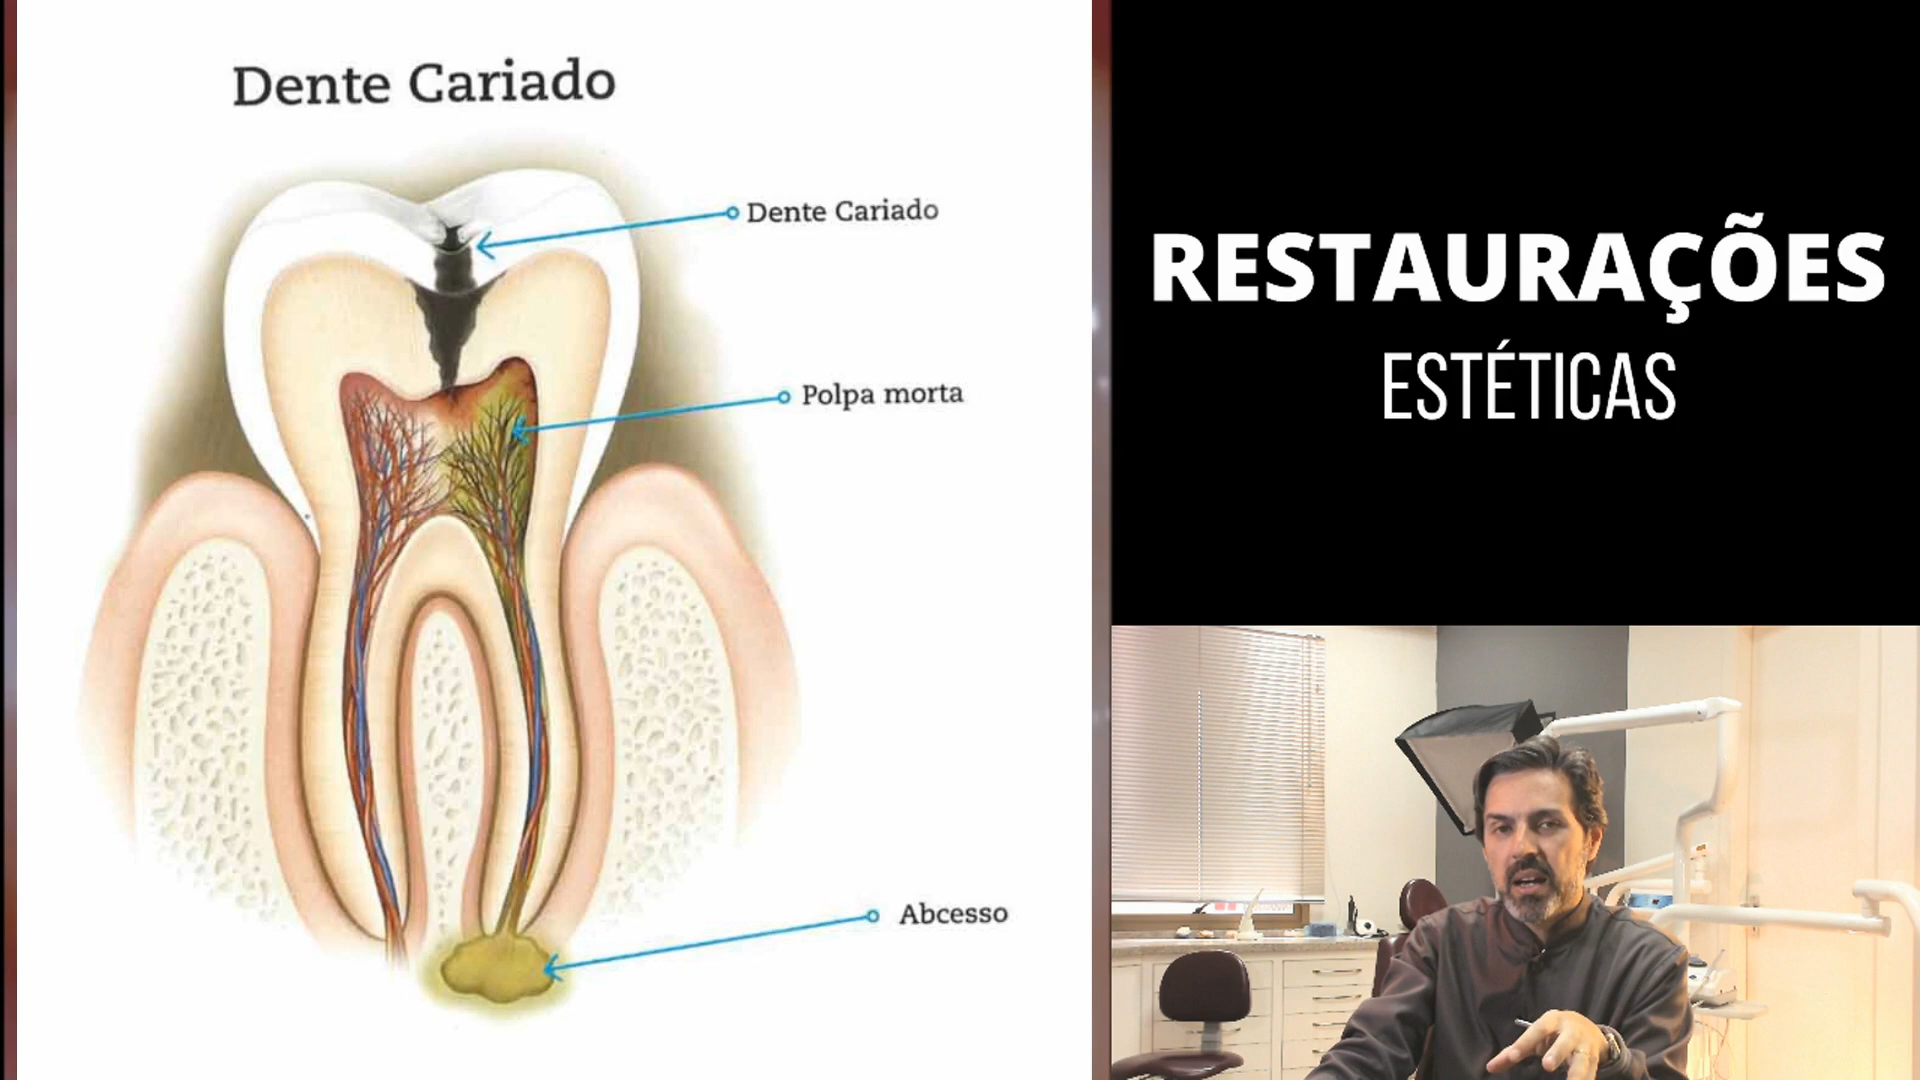 Dente Cariado
Dente Cariado
Polpa morta
Abcesso
RESTAURAÇÕES
ESTÉTICAS